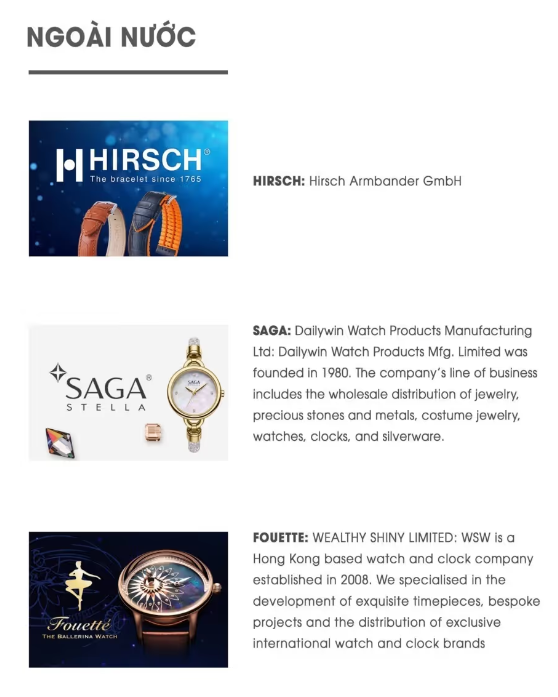 NGOÀI NƯỚC
HIRSCH®
The bracelet since 1765
HIRSCH: Hirsch Armbander GmbH
SAGA®
STELLA
SAGA
SAGA: Dailywin Watch Products Manufacturing
Ltd: Dailywin Watch Products Mfg. Limited was
founded in 1980. The company's line of business
includes the wholesale distribution of jewelry,
precious stones and metals, costume jewelry,
watches, clocks, and silverware.
Fouetté
THE BALLERINA WATCH
FOUETTE: WEALTHY SHINY LIMITED: WSW is a
Hong Kong based watch and clock company
established in 2008. We specialised in the
development of exquisite timepieces, bespoke
projects and the distribution of exclusive
international watch and clock brands